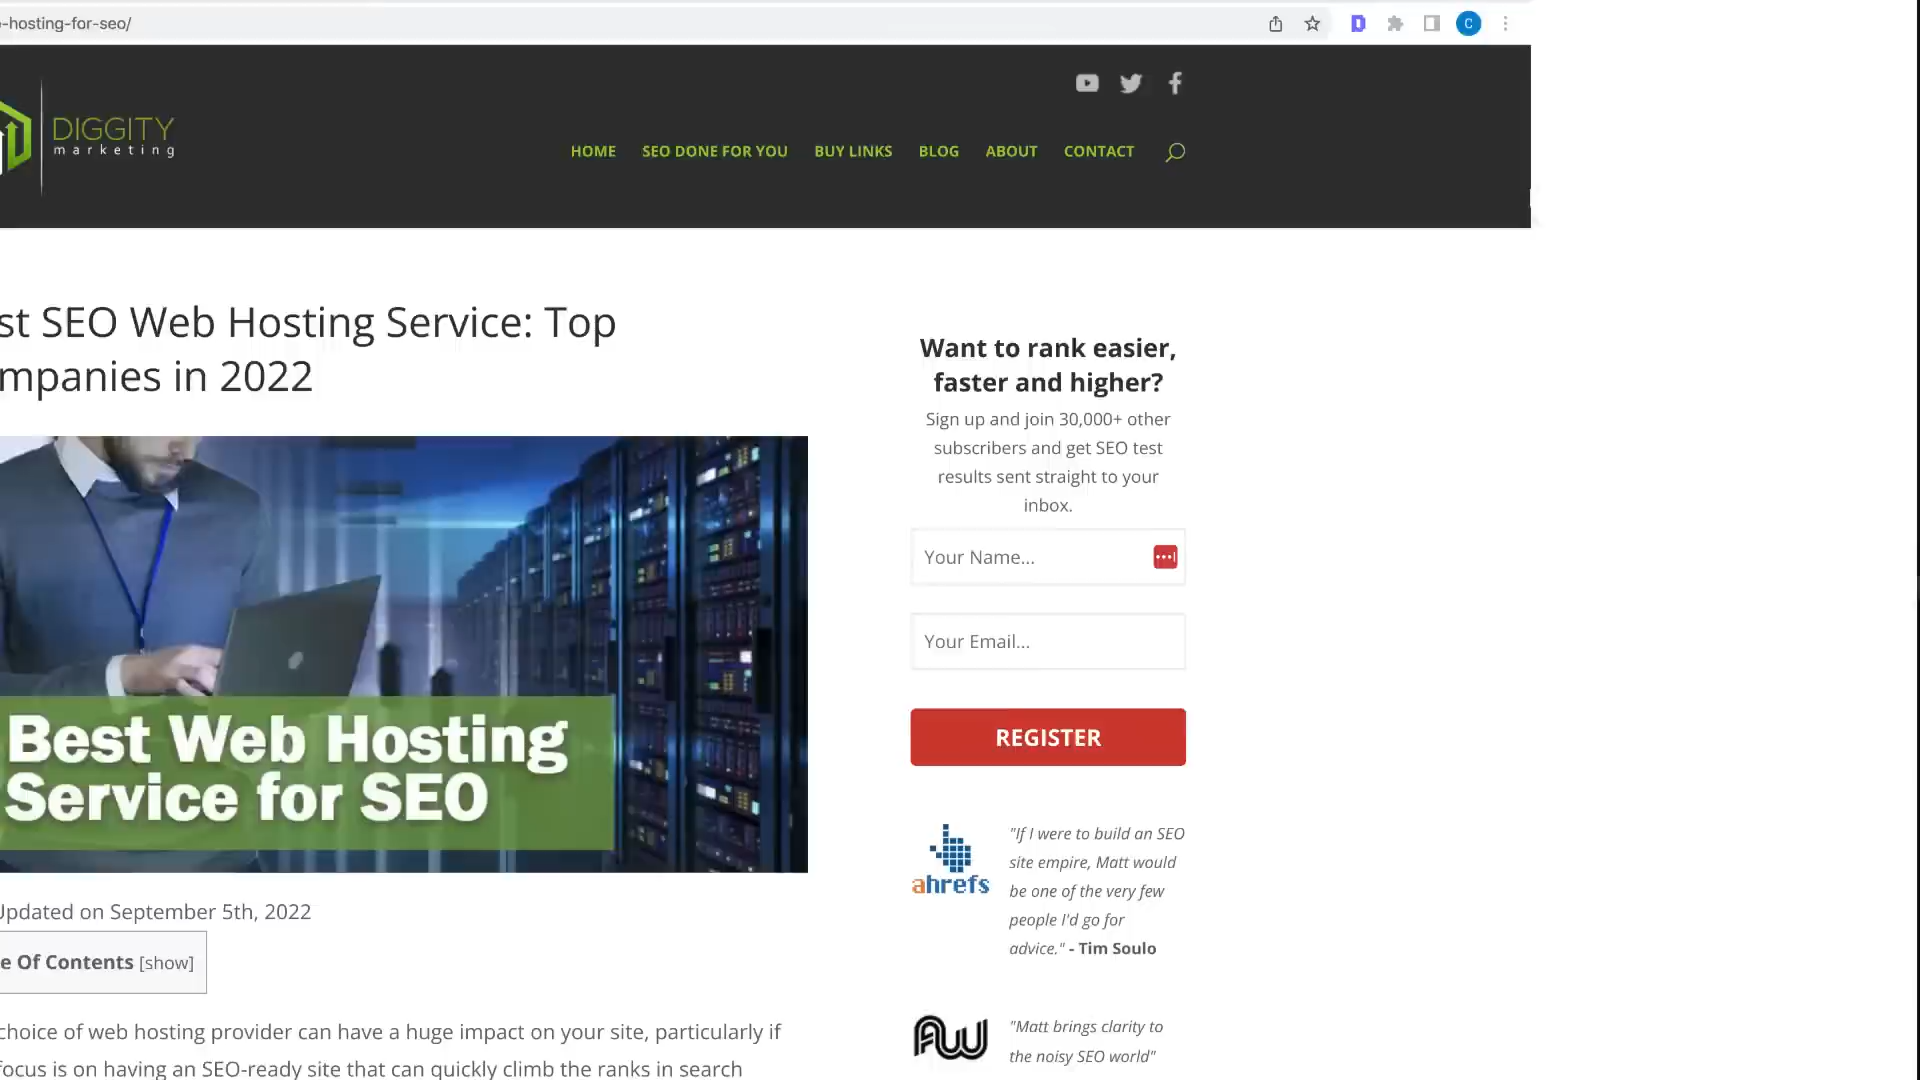 -hosting-for-seo/
C
DIGGITY
marketing
HOME SEO DONE FOR YOU BUY LINKS BLOG ABOUT CONTACT
st SEO Web Hosting Service: Top
mpanies in 2022
Best Web Hosting
Service for SEO
Updated on September 5th, 2022
e Of Contents [show]
choice of web hosting provider can have a huge impact on your site, particularly if
focus is on having an SEO-ready site that can quickly climb the ranks in search
Want to rank easier,
faster and higher?
Sign up and join 30,000+ other
subscribers and get SEO test
results sent straight to your
inbox.
Your Name...
Your Email...
REGISTER
ahrefs
"If I were to build an SEO
site empire, Matt would
be one of the very few
people I'd go for
advice." - Tim Soulo
AW
"Matt brings clarity to
the noisy SEO world"